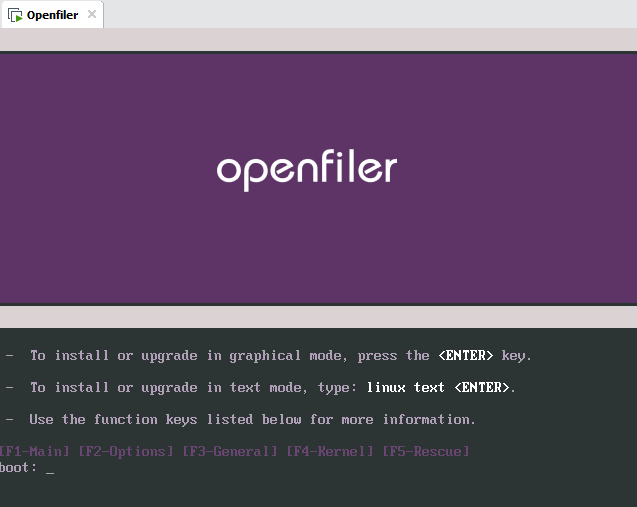 Openfiler
openfiler
- To install or upgrade in graphical mode, press the <ENTER> key.
- To install or upgrade in text mode, type: linux text <ENTER>.
- Use the function keys listed below for more information.
[F1-Main] [F2-Options] [F3-General] [F4-Kernel] [F5-Rescue]
boot: _